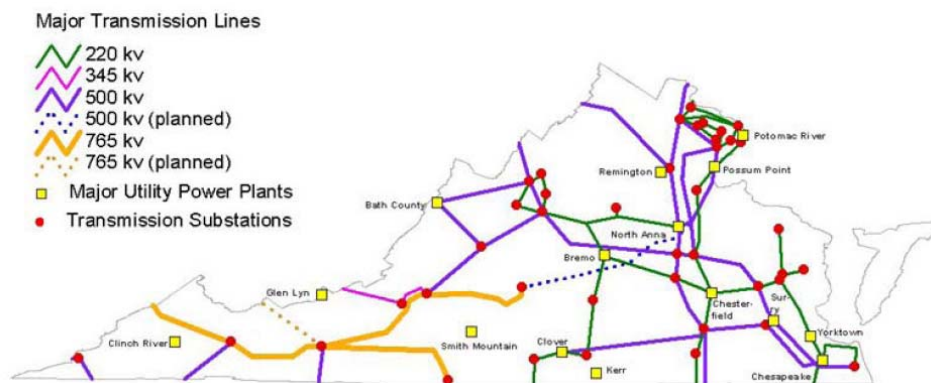 Major Transmission Lines
220 kv
345 kv
500 kv
500 kv (planned)
765 kv
765 kv (planned)
Major Utility Power Plants
Transmission Substations
Potomac River
Remington
Possum Point
Bath County
North Anna
Bremo
Glen Lyn
Chester-
field
Sur-
ry
Yorktown
Clinch River
Smith Mountain
Clover
Kerr
Chesapeake